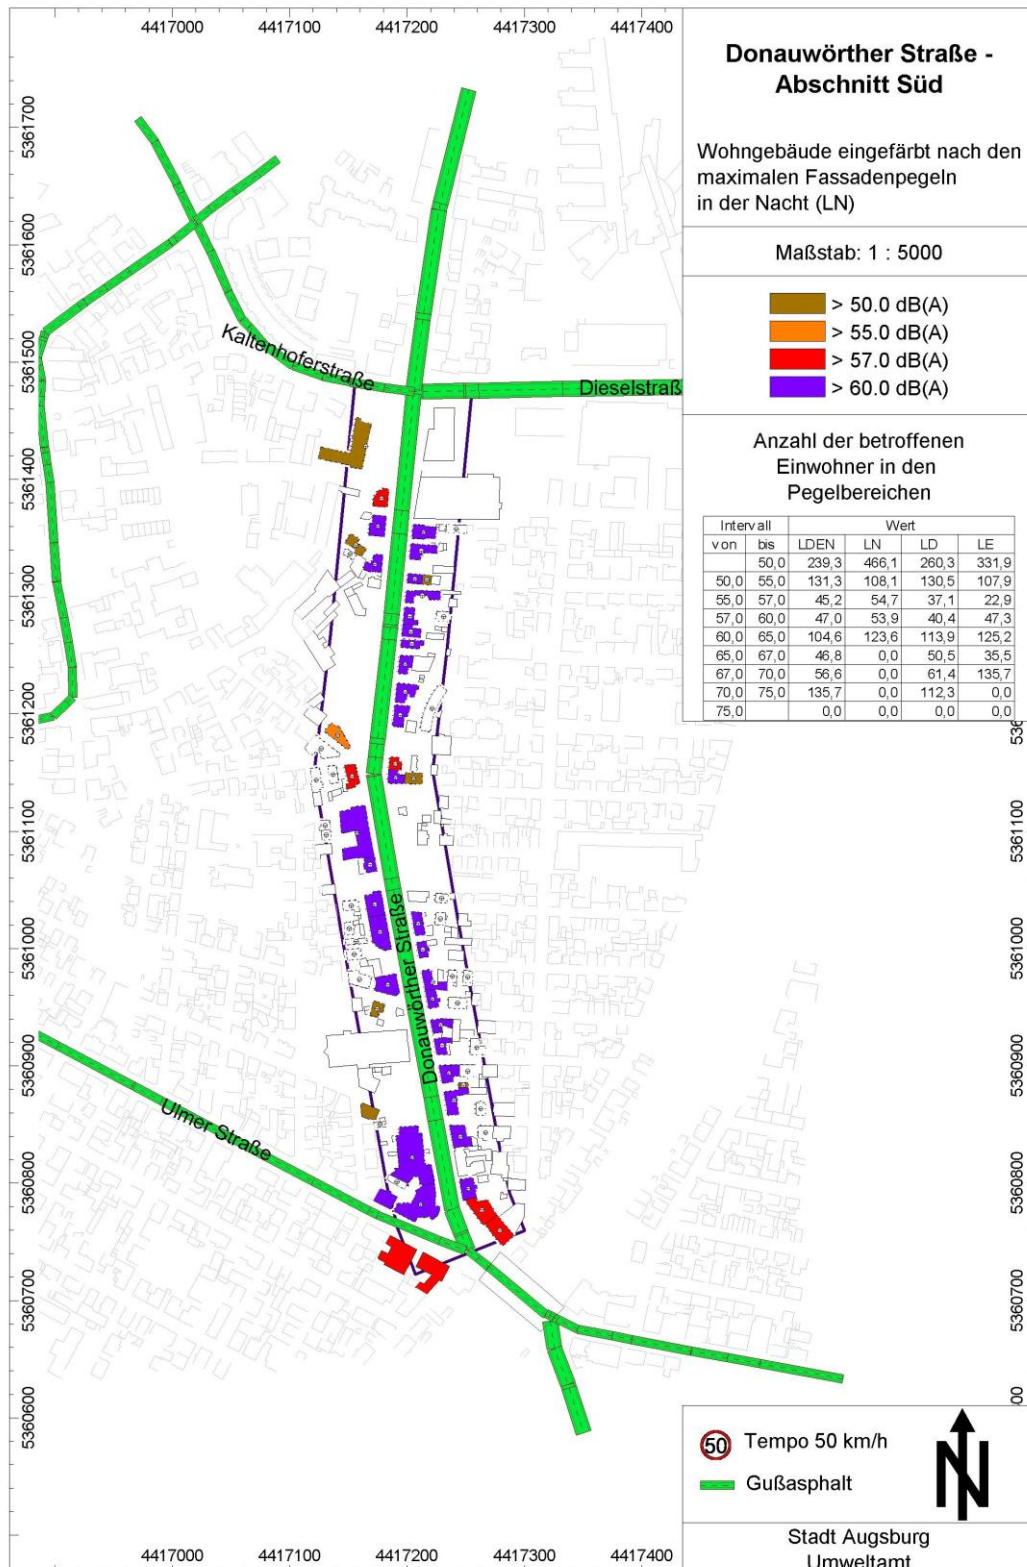 4417000 4417100 4417200 4417300 4417400
Donauwörther Straße -
Abschnitt Süd
Wohngebäude eingefärbt nach den
maximalen Fassadenpegeln
in der Nacht (LN)
Maßstab: 1 : 5000
> 50.0 dB(A)
> 55.0 dB(A)
> 57.0 dB(A)
> 60.0 dB(A)
Anzahl der betroffenen
Einwohner in den
Pegelbereichen
Intervall Wert
von bis LDEN LN LD LE
50,0 239,3 466,1 260,3 331,9
50,0 55,0 131,3 108,1 130,5 107,9
55,0 57,0 45,2 54,7 37,1 22,9
57,0 60,0 47,0 53,9 40,4 47,3
60,0 65,0 104,6 123,6 113,9 125,2
65,0 67,0 46,8 0,0 50,5 35,5
67,0 70,0 56,6 0,0 61,4 135,7
70,0 75,0 135,7 0,0 112,3 0,0
75,0 0,0 0,0 0,0 0,0
5361700
5361600
5361500
5361400
5361300
5361200
5361100
5361000
5360900
5360800
5360700
5360600
Kaltenhoferstraße
Dieselstraß
Donauwörther Straße
Ulmer Straße
536
5361100
5361000
5360900
5360800
5360700
00
50 Tempo 50 km/h
Gußasphalt
N
Stadt Augsburg
Umweltamt
4417000 4417100 4417200 4417300 4417400